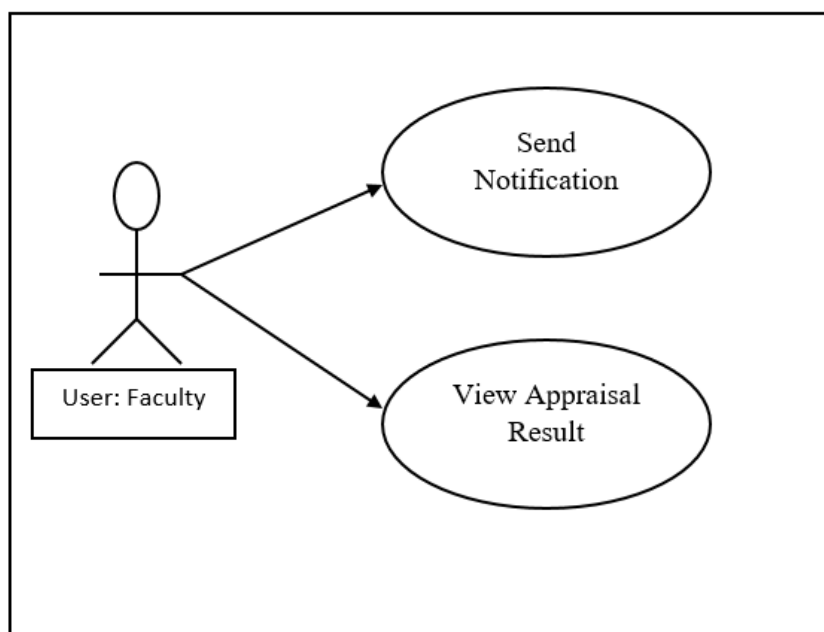 Send
Notification
User: Faculty
View Appraisal
Result